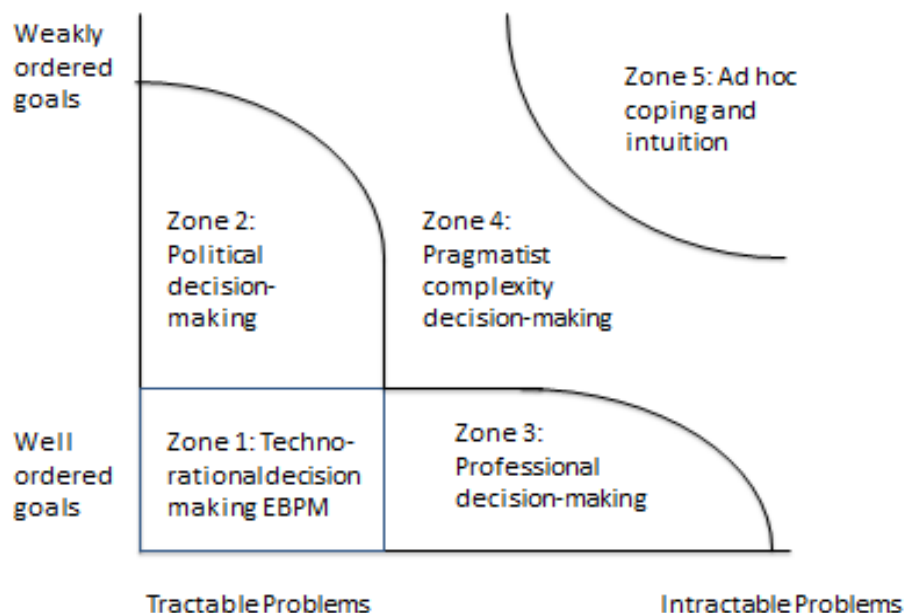 Weakly
ordered
goals
Zone 5: Ad hoc
coping and
intuition
Zone 2:
Political
decision-
making
Zone 4:
Pragmatist
complexity
decision-making
Well
ordered
goals
Zone 1: Techno-
rational decision
making EBPM
Zone 3:
Professional
decision-making
Tractable Problems
Intractable Problems